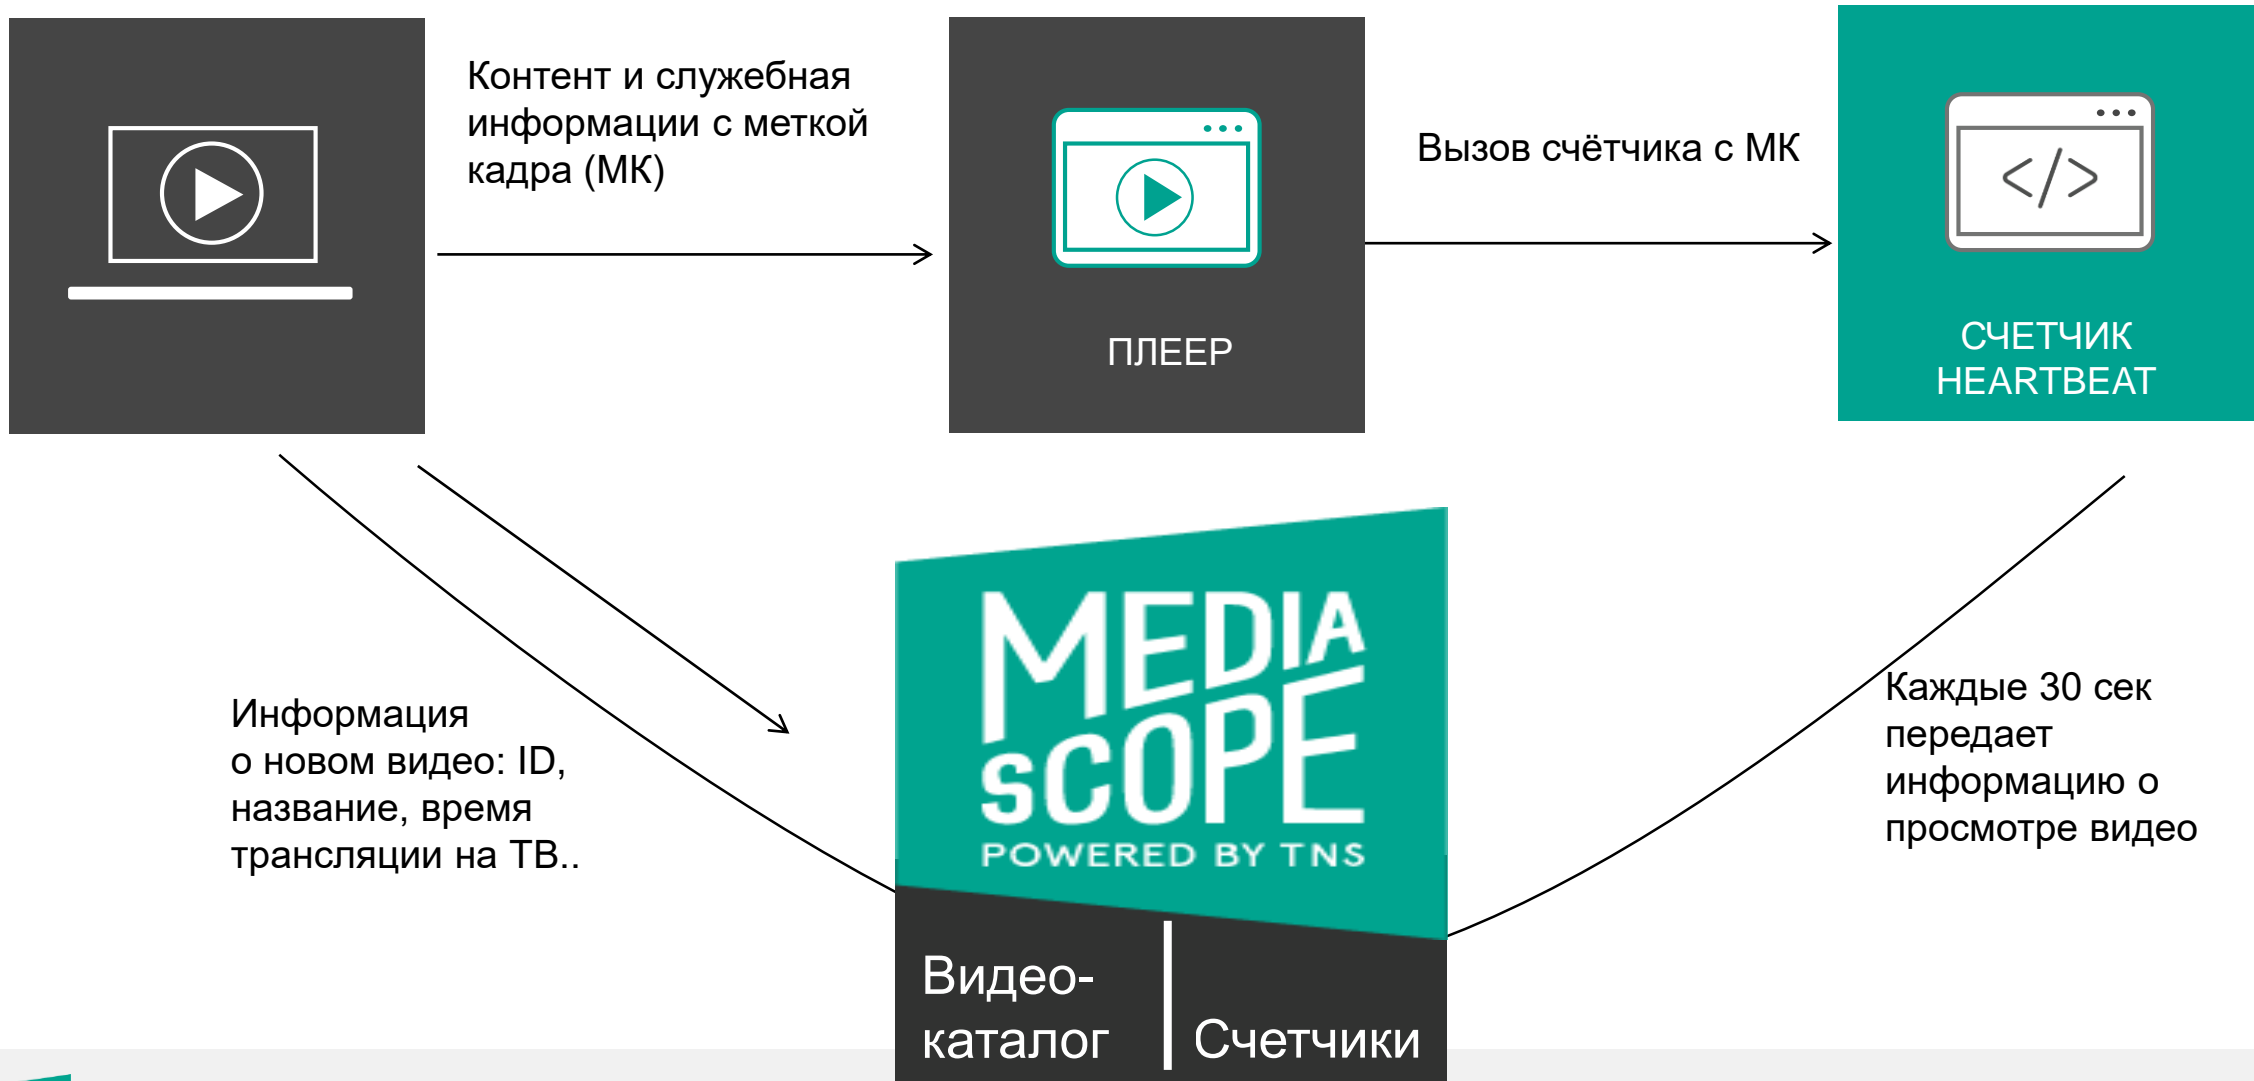 Контент и служебная
информации с меткой
кадра (МК)
Вызов счётчика с МК
ПЛЕЕР
СЧЕТЧИК
HEARTBEAT
Информация
о новом видео: ID,
название, время
трансляции на ТВ..
MEDIA
SCOPE
POWERED BY TNS
Каждые 30 сек
передает
информацию о
просмотре видео
Видео-
каталог
Счетчики